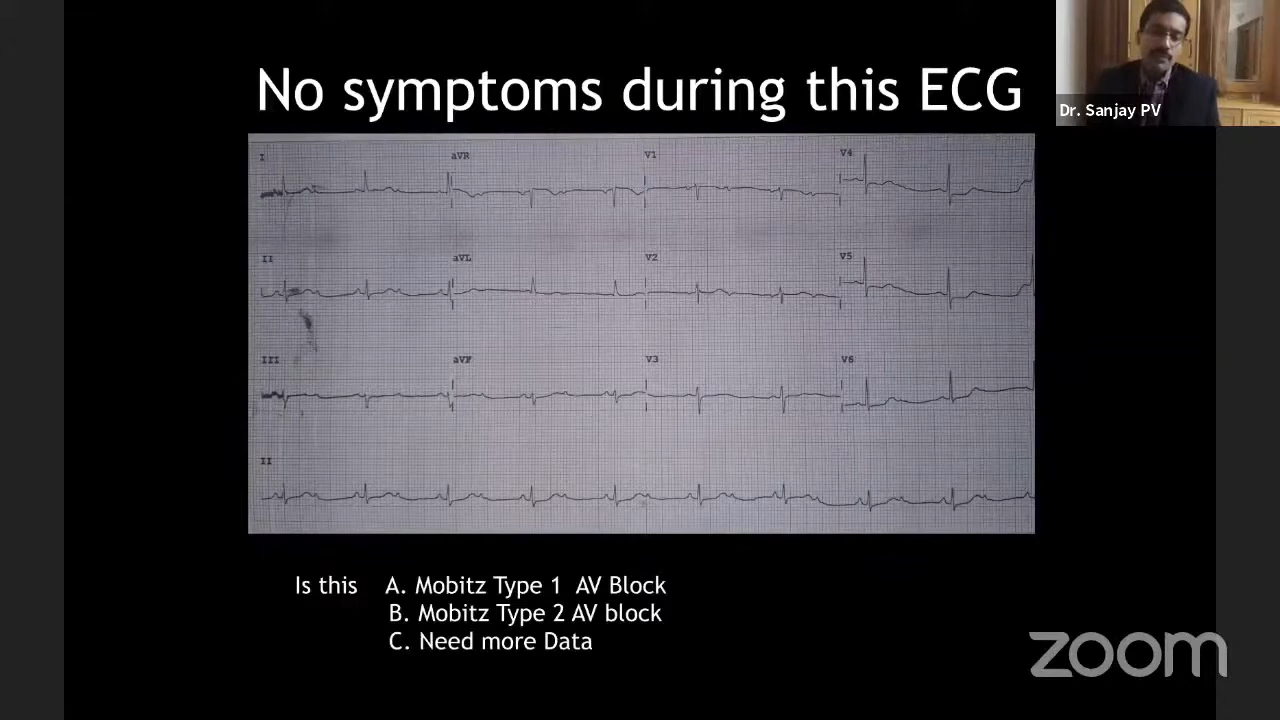 No symptoms during this ECG
Dr. Sanjay PV
I aVR V1 V4
II aVL V2 V5
III aVF V3 V6
II
Is this A. Mobitz Type 1 AV Block
B. Mobitz Type 2 AV block
C. Need more Data
zoom